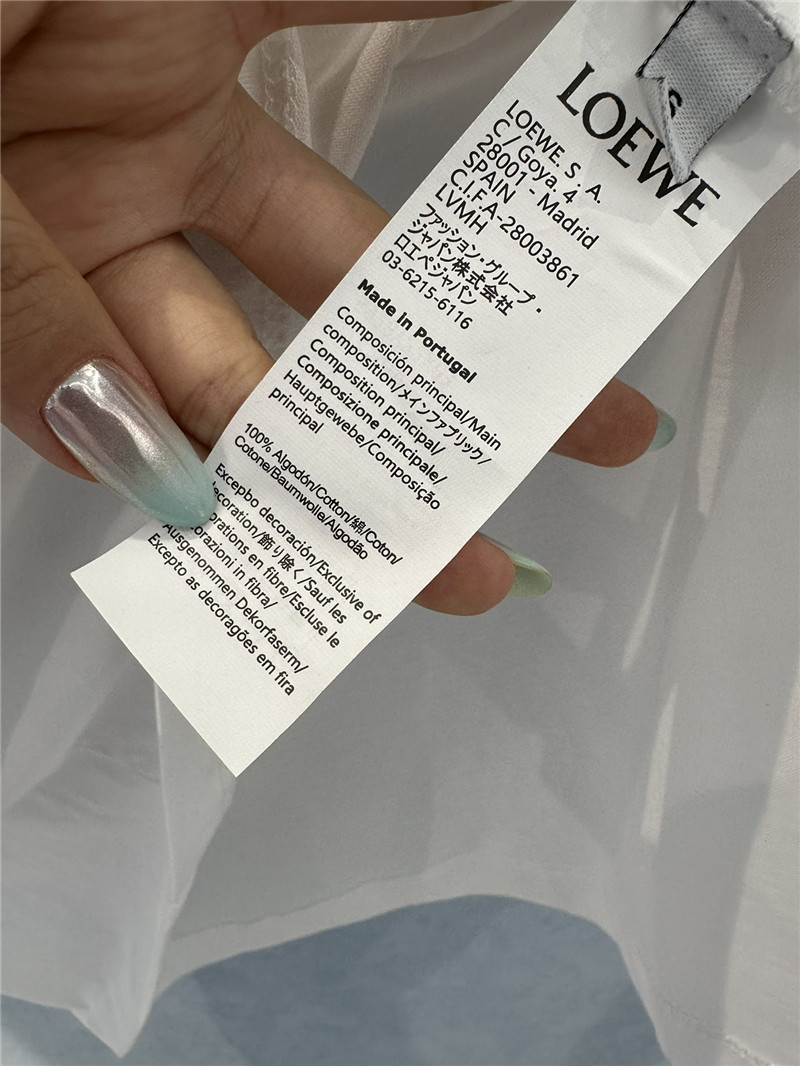 S
LOEWE
LOEWE. S. A.
C/Goya. 4
28001 - Madrid
SPAIN
C.I.F.A-28003861
LVMH
ファッション・グループ・
ジャパン株式会社
ロエベジャパン
03-6215-6116
Made In Portugal
Composición principal/Main
composition/メインファブリック/
Composition principal/
Composizione principale/
Hauptgewebe/Composição
principal
100% Algodón/Cotton/綿/Coton/
Cotone/Baumwolle/Algodão
Excepbo decoración/Exclusive of
decoration/飾り除く/Sauf les
orations en fibre/Escluse le
orazioni in fibra/
Ausgenommen Dekorfasern/
Excepto as decorações em fira